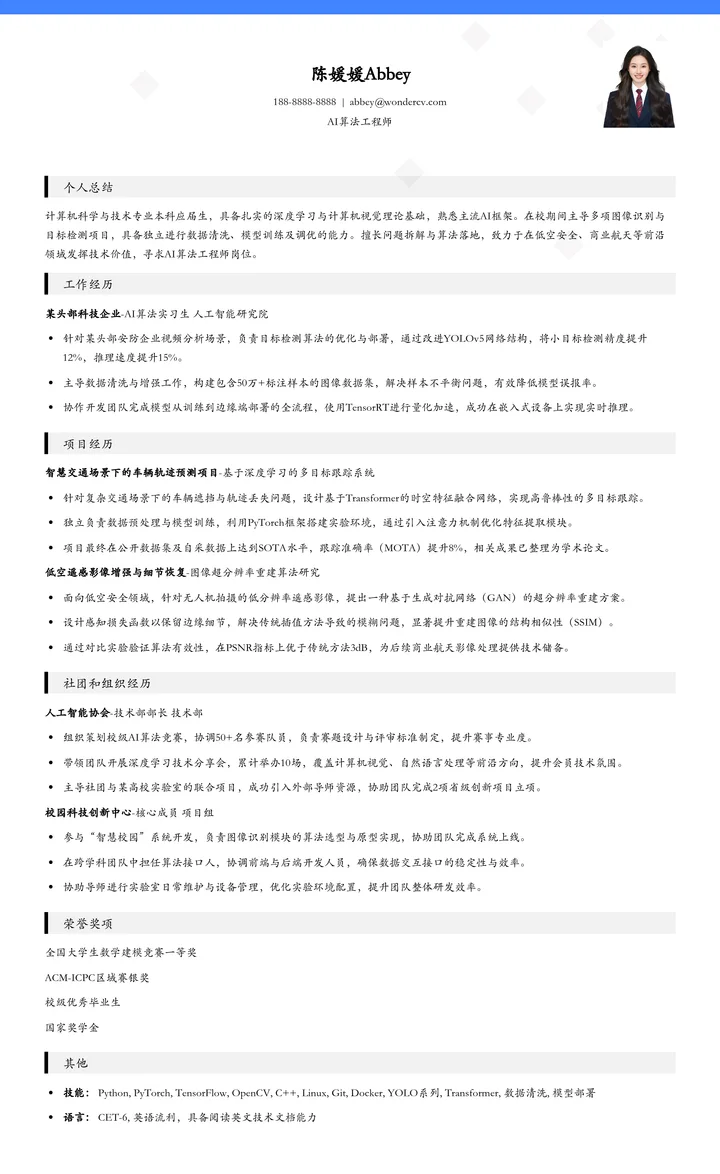 陈媛媛Abbey
188-8888-8888 | abbey@wondercv.com
AI算法工程师
个人总结
计算机科学与技术专业本科应届生，具备扎实的深度学习与计算机视觉理论基础，熟悉主流AI框架。在校期间主导多项图像识别与
目标检测项目，具备独立进行数据清洗、模型训练及调优的能力。擅长问题拆解与算法落地，致力于在低空安全、商业航天等前沿
领域发挥技术价值，寻求AI算法工程师岗位。
工作经历
某头部科技企业-AI算法实习生 人工智能研究院
• 针对某头部安防企业视频分析场景，负责目标检测算法的优化与部署，通过改进YOLOv5网络结构，将小目标检测精度提升
12%，推理速度提升15%。
• 主导数据清洗与增强工作，构建包含50万+标注样本的图像数据集，解决样本不平衡问题，有效降低模型误报率。
• 协作开发团队完成模型从训练到边缘端部署的全流程，使用TensorRT进行量化加速，成功在嵌入式设备上实现实时推理。
项目经历
智慧交通场景下的车辆轨迹预测项目-基于深度学习的多目标跟踪系统
• 针对复杂交通场景下的车辆遮挡与轨迹丢失问题，设计基于Transformer的时空特征融合网络，实现高鲁棒性的多目标跟踪。
• 独立负责数据预处理与模型训练，利用PyTorch框架搭建实验环境，通过引入注意力机制优化特征提取模块。
• 项目最终在公开数据集及自采数据上达到SOTA水平，跟踪准确率（MOTA）提升8%，相关成果已整理为学术论文。
低空遥感影像增强与细节恢复-图像超分辨率重建算法研究
• 面向低空安全领域，针对无人机拍摄的低分辨率遥感影像，提出一种基于生成对抗网络（GAN）的超分辨率重建方案。
• 设计感知损失函数以保留边缘细节，解决传统插值方法导致的模糊问题，显著提升重建图像的结构相似性（SSIM）。
• 通过对比实验验证算法有效性，在PSNR指标上优于传统方法3dB，为后续商业航天影像处理提供技术储备。
社团和组织经历
人工智能协会-技术部部长 技术部
• 组织策划校级AI算法竞赛，协调50+名参赛队员，负责赛题设计与评审标准制定，提升赛事专业度。
• 带领团队开展深度学习技术分享会，累计举办10场，覆盖计算机视觉、自然语言处理等前沿方向，提升会员技术氛围。
• 主导社团与某高校实验室的联合项目，成功引入外部导师资源，协助团队完成2项省级创新项目立项。
校园科技创新中心-核心成员 项目组
• 参与“智慧校园”系统开发，负责图像识别模块的算法选型与原型实现，协助团队完成系统上线。
• 在跨学科团队中担任算法接口人，协调前端与后端开发人员，确保数据交互接口的稳定性与效率。
• 协助导师进行实验室日常维护与设备管理，优化实验环境配置，提升团队整体研发效率。
荣誉奖项
全国大学生数学建模竞赛一等奖
ACM-ICPC区域赛银奖
校级优秀毕业生
国家奖学金
其他
• 技能： Python, PyTorch, TensorFlow, OpenCV, C++, Linux, Git, Docker, YOLO系列, Transformer, 数据清洗, 模型部署
• 语言： CET-6, 英语流利，具备阅读英文技术文档能力